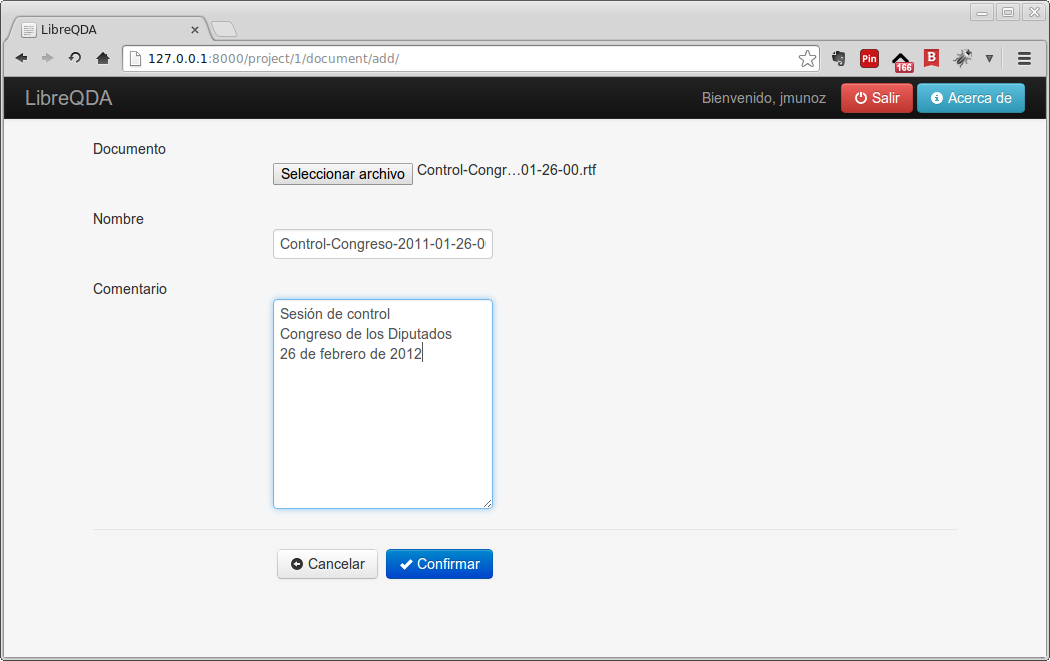 LibreQDA
127.0.0.1:8000/project/1/document/add/
Pin
166
B
LibreQDA
Bienvenido, jmunoz
Salir
Acerca de
Documento
Seleccionar archivo
Control-Congr…01-26-00.rtf
Nombre
Control-Congreso-2011-01-26-0
Comentario
Sesión de control
Congreso de los Diputados
26 de febrero de 2012
Cancelar
Confirmar